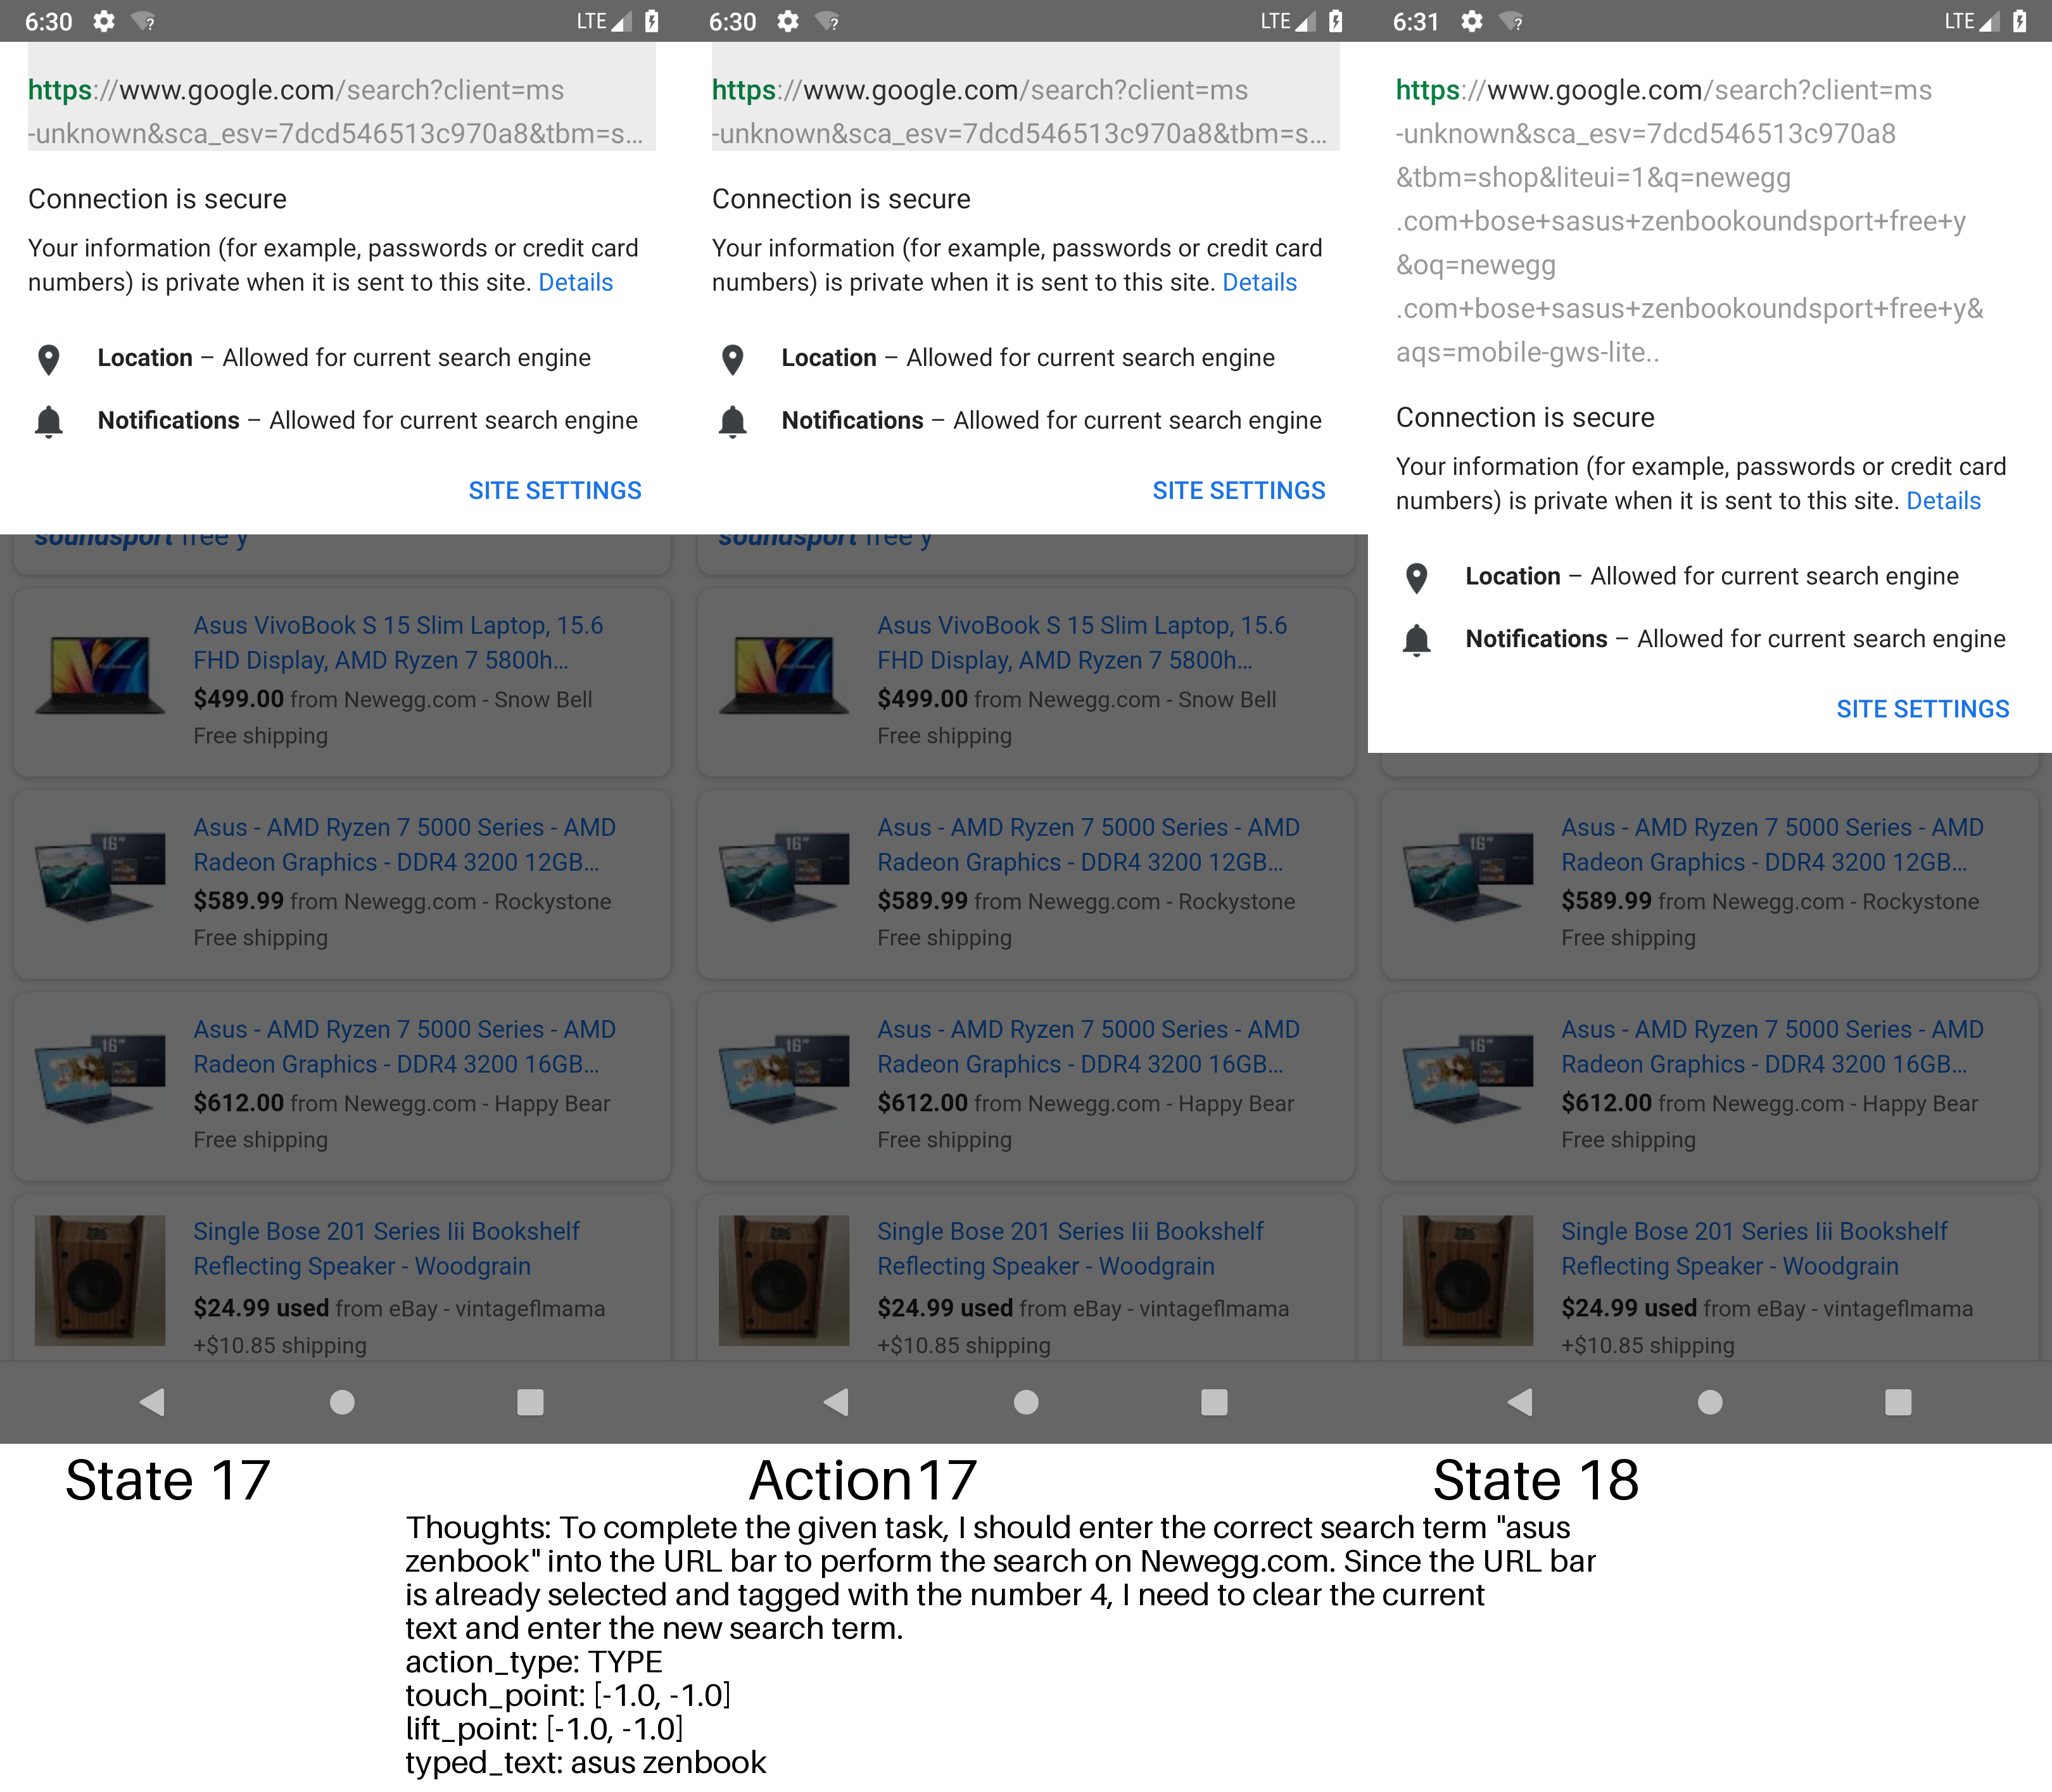 6:30 LTE
https://www.google.com/search?client=ms
-unknown&sca_esv=7dcd546513c970a8&tbm=s...
Connection is secure
Your information (for example, passwords or credit card
numbers) is private when it is sent to this site. Details
Location – Allowed for current search engine
Notifications – Allowed for current search engine
SITE SETTINGS
soundsport free y
Asus VivoBook S 15 Slim Laptop, 15.6
FHD Display, AMD Ryzen 7 5800h...
$499.00 from Newegg.com - Snow Bell
Free shipping
16"
Asus - AMD Ryzen 7 5000 Series - AMD
Radeon Graphics - DDR4 3200 12GB...
$589.99 from Newegg.com - Rockystone
Free shipping
16"
Asus - AMD Ryzen 7 5000 Series - AMD
Radeon Graphics - DDR4 3200 16GB...
$612.00 from Newegg.com - Happy Bear
Free shipping
Single Bose 201 Series Iii Bookshelf
Reflecting Speaker - Woodgrain
$24.99 used from eBay - vintageflmama
+$10.85 shipping
State 17
6:30 LTE
https://www.google.com/search?client=ms
-unknown&sca_esv=7dcd546513c970a8&tbm=s...
Connection is secure
Your information (for example, passwords or credit card
numbers) is private when it is sent to this site. Details
Location – Allowed for current search engine
Notifications – Allowed for current search engine
SITE SETTINGS
soundsport free y
Asus VivoBook S 15 Slim Laptop, 15.6
FHD Display, AMD Ryzen 7 5800h...
$499.00 from Newegg.com - Snow Bell
Free shipping
16"
Asus - AMD Ryzen 7 5000 Series - AMD
Radeon Graphics - DDR4 3200 12GB...
$589.99 from Newegg.com - Rockystone
Free shipping
16"
Asus - AMD Ryzen 7 5000 Series - AMD
Radeon Graphics - DDR4 3200 16GB...
$612.00 from Newegg.com - Happy Bear
Free shipping
Single Bose 201 Series Iii Bookshelf
Reflecting Speaker - Woodgrain
$24.99 used from eBay - vintageflmama
+$10.85 shipping
Action17
6:31 LTE
https://www.google.com/search?client=ms
-unknown&sca_esv=7dcd546513c970a8
&tbm=shop&liteui=1&q=newegg
.com+bose+sasus+zenbookoundsport+free+y
&oq=newegg
.com+bose+sasus+zenbookoundsport+free+y&
aqs=mobile-gws-lite..
Connection is secure
Your information (for example, passwords or credit card
numbers) is private when it is sent to this site. Details
Location – Allowed for current search engine
Notifications – Allowed for current search engine
SITE SETTINGS
16"
Asus - AMD Ryzen 7 5000 Series - AMD
Radeon Graphics - DDR4 3200 12GB...
$589.99 from Newegg.com - Rockystone
Free shipping
16"
Asus - AMD Ryzen 7 5000 Series - AMD
Radeon Graphics - DDR4 3200 16GB...
$612.00 from Newegg.com - Happy Bear
Free shipping
Single Bose 201 Series Iii Bookshelf
Reflecting Speaker - Woodgrain
$24.99 used from eBay - vintageflmama
+$10.85 shipping
State 18
Thoughts: To complete the given task, I should enter the correct search term "asus
zenbook" into the URL bar to perform the search on Newegg.com. Since the URL bar
is already selected and tagged with the number 4, I need to clear the current
text and enter the new search term.
action_type: TYPE
touch_point: [-1.0, -1.0]
lift_point: [-1.0, -1.0]
typed_text: asus zenbook